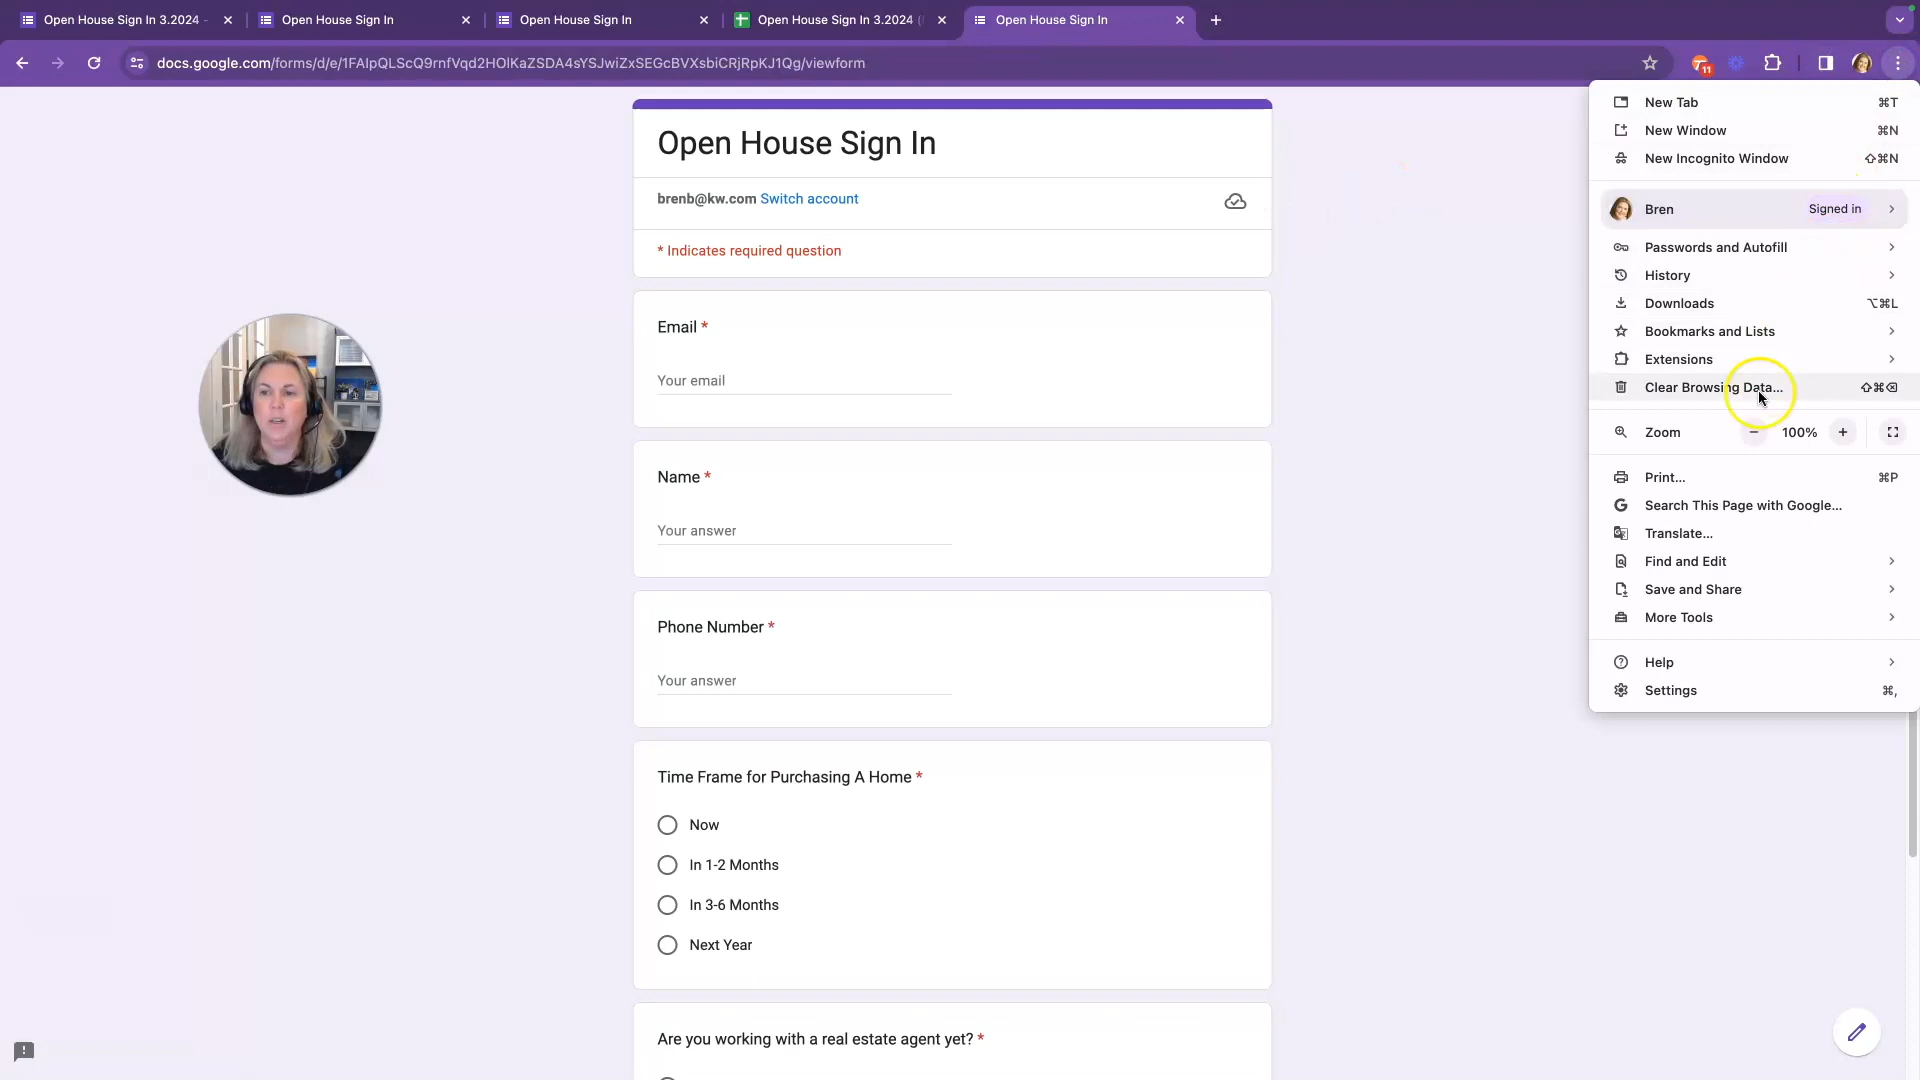 Open House Sign In 3.2024 -
Open House Sign In
Open House Sign In
Open House Sign In 3.2024 (
Open House Sign In
docs.google.com/forms/d/e/1FAIpQLScQ9rnfVqd2HOlKaZSDA4sYSJwiZxSEGcBVXsbiCRjRpKJ1Qg/viewform
11
Open House Sign In
brenb@kw.com Switch account
* Indicates required question
Email *
Your email
Name *
Your answer
Phone Number *
Your answer
Time Frame for Purchasing A Home *
Now
In 1-2 Months
In 3-6 Months
Next Year
Are you working with a real estate agent yet? *
New Tab ⌘T
New Window ⌘N
New Incognito Window ⇧⌘N
Bren Signed in
Passwords and Autofill
History
Downloads ⌥⌘L
Bookmarks and Lists
Extensions
Clear Browsing Data... ⇧⌘⌫
Zoom − 100% +
Print... ⌘P
Search This Page with Google...
Translate...
Find and Edit
Save and Share
More Tools
Help
Settings ⌘,